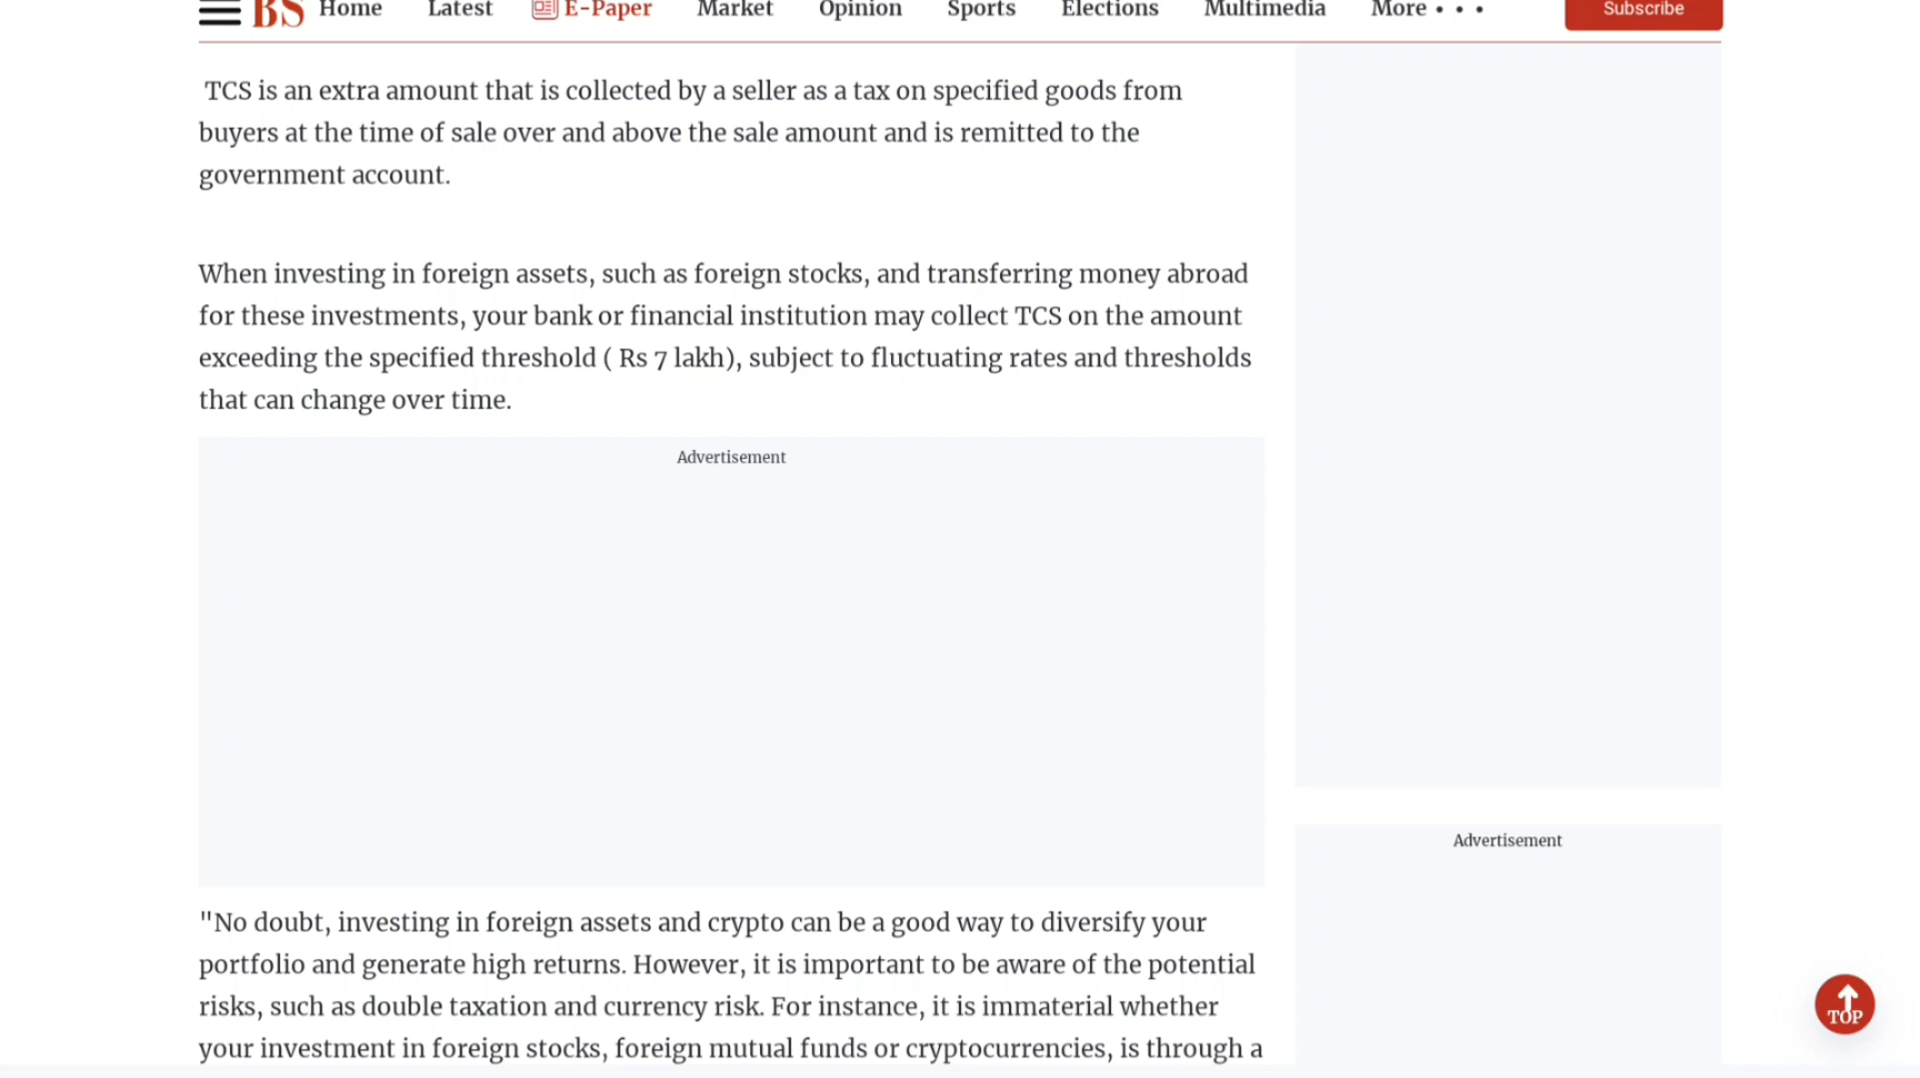 BS Home Latest E-Paper Market Opinion Sports Elections Multimedia More • • • Subscribe
TCS is an extra amount that is collected by a seller as a tax on specified goods from
buyers at the time of sale over and above the sale amount and is remitted to the
government account.
When investing in foreign assets, such as foreign stocks, and transferring money abroad
for these investments, your bank or financial institution may collect TCS on the amount
exceeding the specified threshold ( Rs 7 lakh), subject to fluctuating rates and thresholds
that can change over time.
Advertisement
"No doubt, investing in foreign assets and crypto can be a good way to diversify your
portfolio and generate high returns. However, it is important to be aware of the potential
risks, such as double taxation and currency risk. For instance, it is immaterial whether
your investment in foreign stocks, foreign mutual funds or cryptocurrencies, is through a
Advertisement
TOP